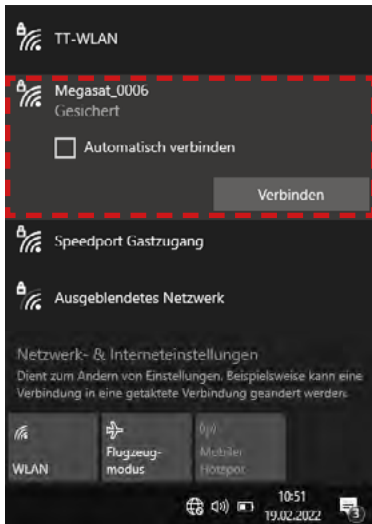 TT-WLAN
Megasat_0006
Gesichert
Automatisch verbinden
Verbinden
Speedport Gastzugang
Ausgeblendetes Netzwerk
Netzwerk- & Interneteinstellungen
Dient zum Ändern von Einstellungen. Beispielsweise kann eine
Verbindung in eine getaktete Verbindung geändert werden.
WLAN
Flugzeug-
modus
Mobiler
Hotspot
10:51
19.02.2022
3